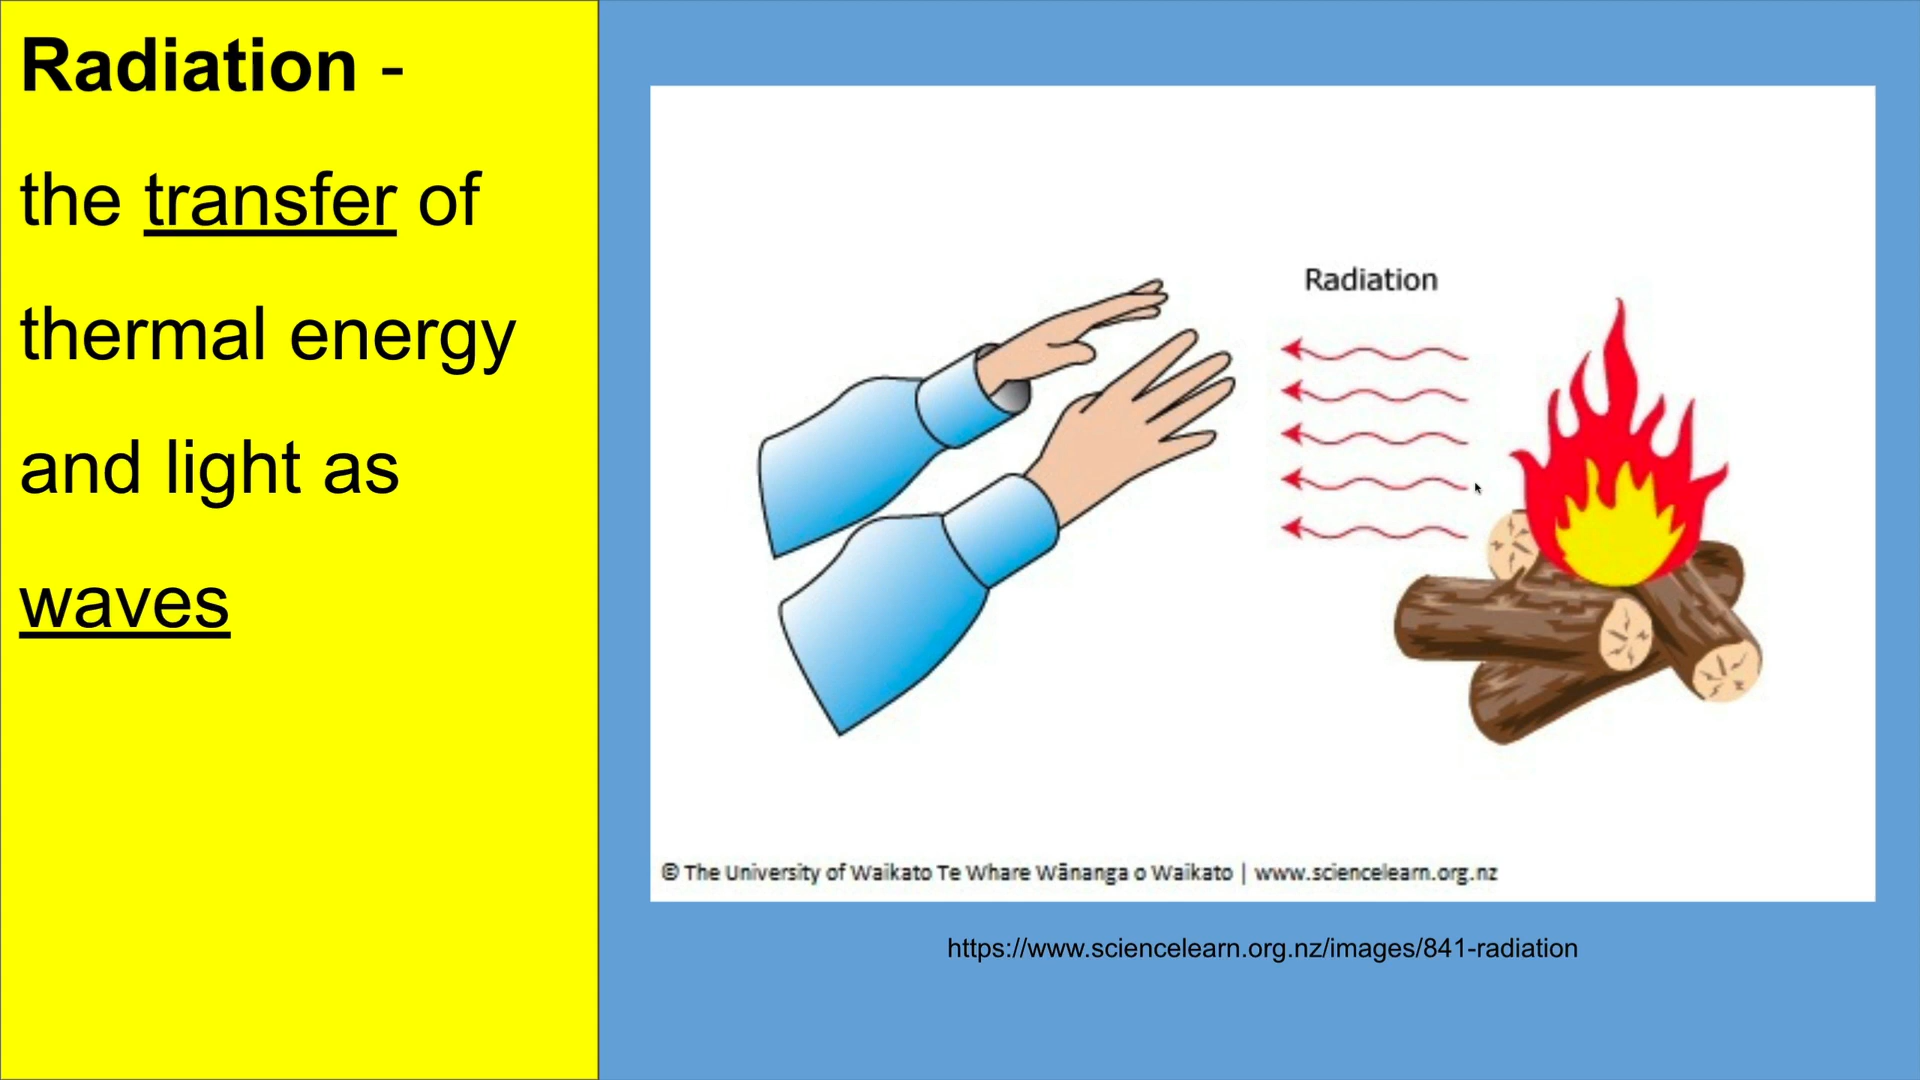 Radiation -
the transfer of
thermal energy
and light as
waves
Radiation
© The University of Waikato Te Whare Wānanga o Waikato | www.sciencelearn.org.nz
https://www.sciencelearn.org.nz/images/841-radiation